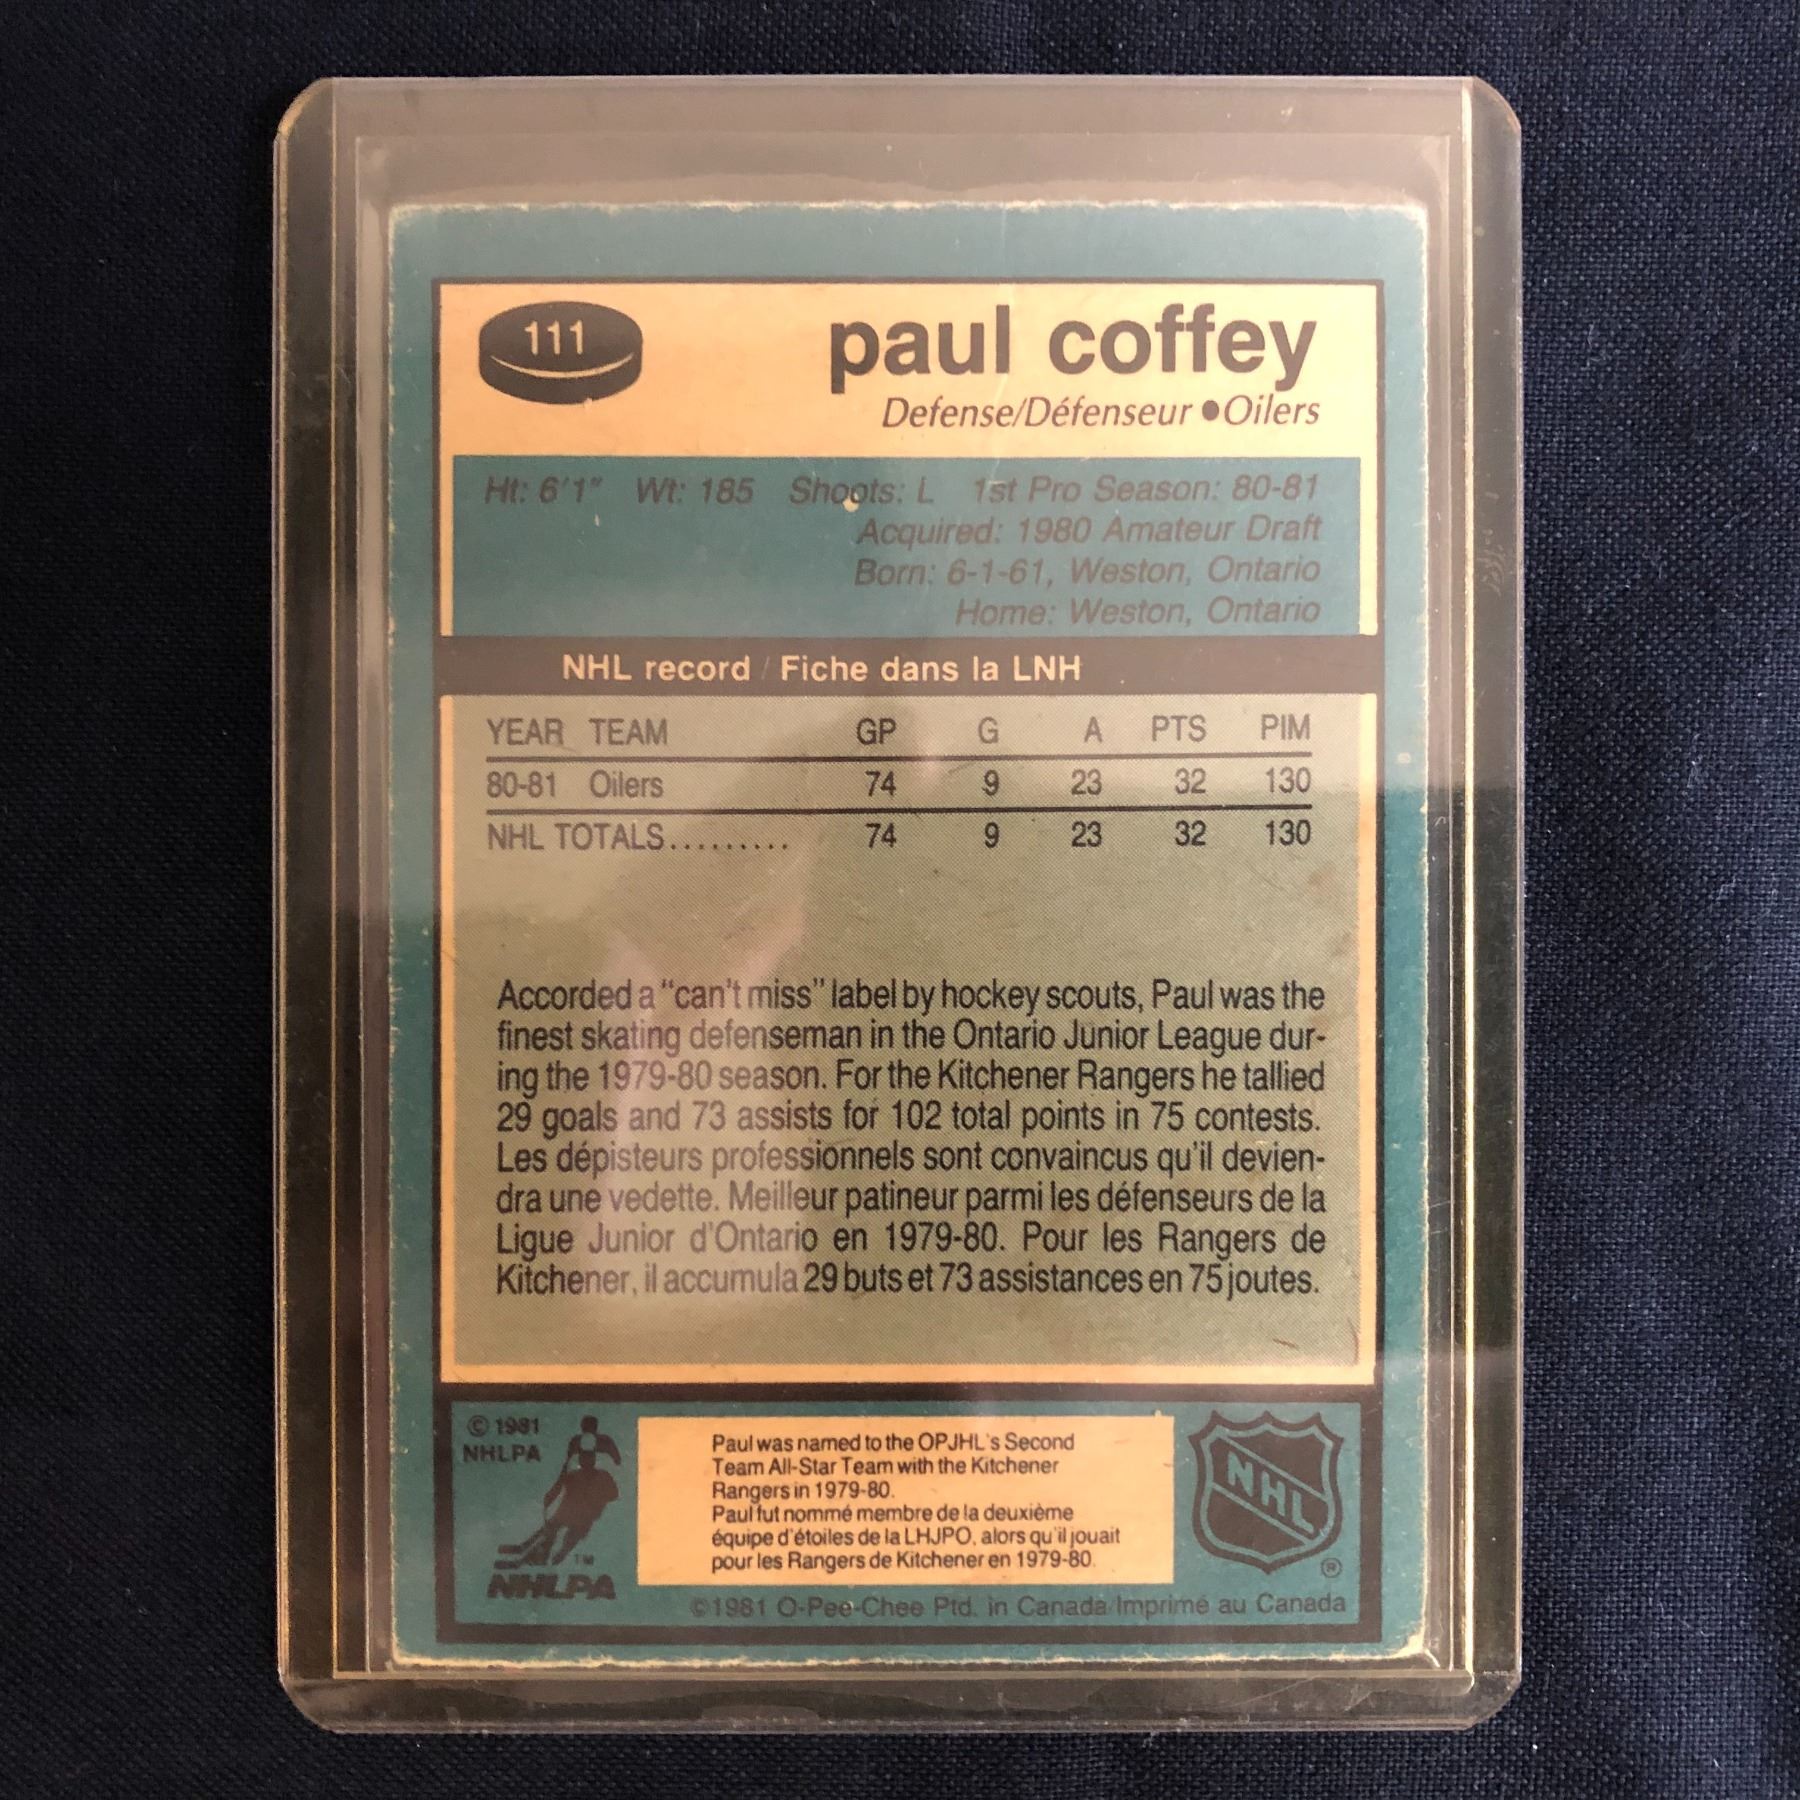 111
paul coffey
Defense/Défenseur ●Oilers
Ht: 6'1" Wt: 185 Shoots: L 1st Pro Season: 80-81
Acquired: 1980 Amateur Draft
Born: 6-1-61, Weston, Ontario
Home: Weston, Ontario
NHL record / Fiche dans la LNH
YEAR TEAM GP G A PTS PIM
80-81 Oilers 74 9 23 32 130
NHL TOTALS......... 74 9 23 32 130
Accorded a "can't miss" label by hockey scouts, Paul was the
finest skating defenseman in the Ontario Junior League dur-
ing the 1979-80 season. For the Kitchener Rangers he tallied
29 goals and 73 assists for 102 total points in 75 contests.
Les dépisteurs professionnels sont convaincus qu'il devien-
dra une vedette. Meilleur patineur parmi les défenseurs de la
Ligue Junior d'Ontario en 1979-80. Pour les Rangers de
Kitchener, il accumula 29 buts et 73 assistances en 75 joutes.
© 1981
NHLPA
TM
NHLPA
Paul was named to the OPJHL's Second
Team All-Star Team with the Kitchener
Rangers in 1979-80.
Paul fut nommé membre de la deuxième
équipe d'étoiles de la LHJPO, alors qu'il jouait
pour les Rangers de Kitchener en 1979-80.
NHL
®
©1981 O-Pee-Chee Ptd. in Canada/Imprimé au Canada